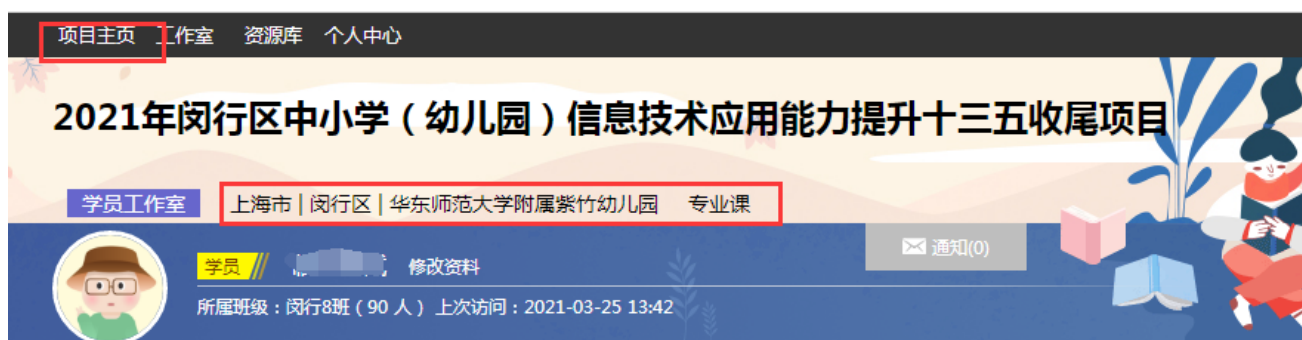 项目主页 工作室 资源库 个人中心
2021年闵行区中小学（幼儿园）信息技术应用能力提升十三五收尾项目
学员工作室 上海市 | 闵行区 | 华东师范大学附属紫竹幼儿园 专业课
通知(0)
学员 修改资料
所属班级：闵行8班（90 人）上次访问：2021-03-25 13:42